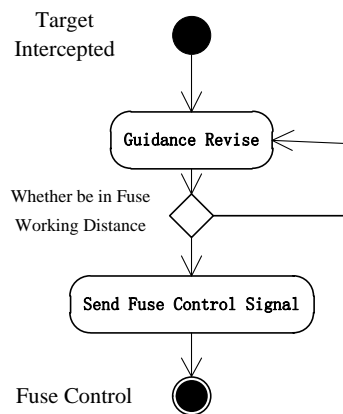 Target
Intercepted
Guidance Revise
Whether be in Fuse
Working Distance
Send Fuse Control Signal
Fuse Control